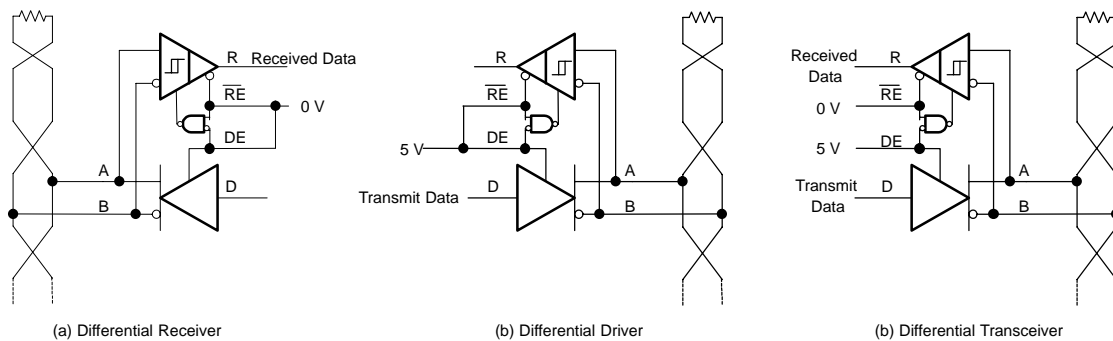 R
Received Data
RE
0 V
DE
A
D
B
(a) Differential Receiver
R
RE
DE
5 V
A
D
Transmit Data
B
(b) Differential Driver
R
Received
Data
RE
0 V
DE
5 V
A
Transmit
Data
D
B
(b) Differential Transceiver